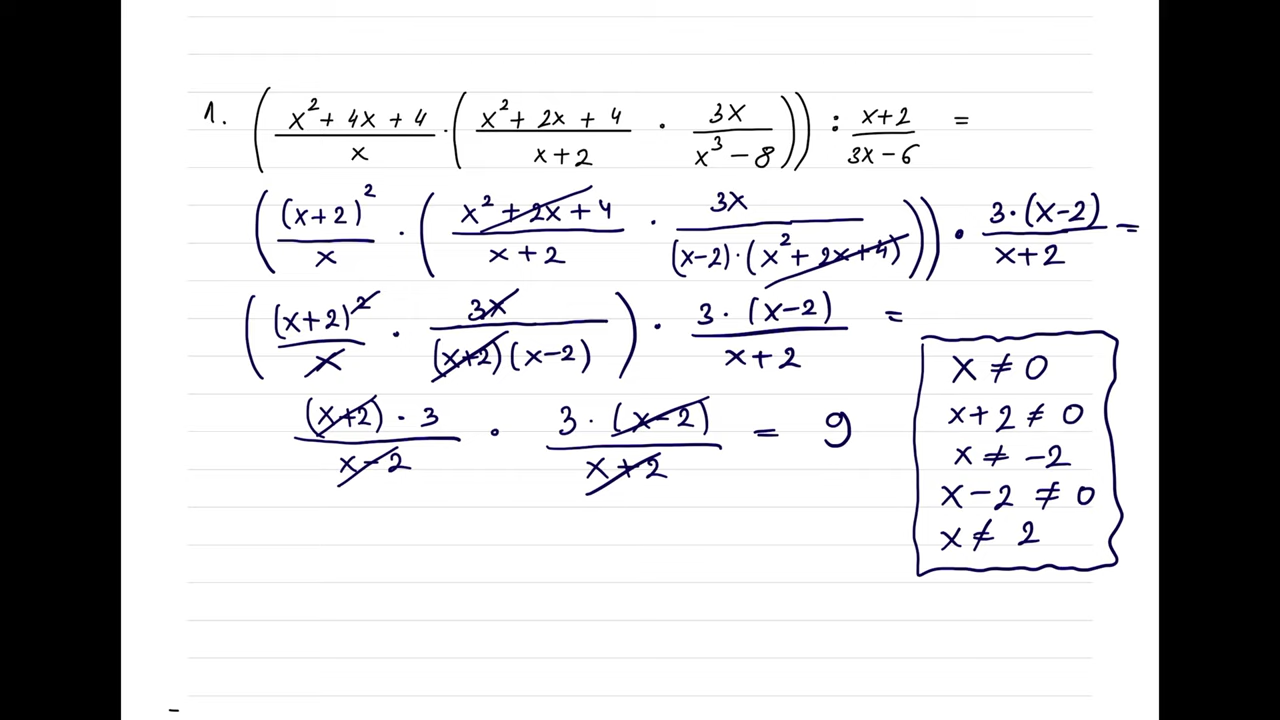 1. ( (x² + 4x + 4)/x · ( (x² + 2x + 4)/(x + 2) · 3x/(x³ − 8) ) ) : (x + 2)/(3x − 6) =
( (x + 2)²/x · ( (x² + 2x + 4)/(x + 2) · 3x/((x − 2) · (x² + 2x + 4)) ) ) · 3 · (x − 2)/(x + 2) =
( (x + 2)²/x · 3x/((x + 2)(x − 2)) ) · 3 · (x − 2)/(x + 2) =
(x + 2) · 3/(x − 2) · 3 · (x − 2)/(x + 2) = 9
x ≠ 0
x + 2 ≠ 0
x ≠ −2
x − 2 ≠ 0
x ≠ 2